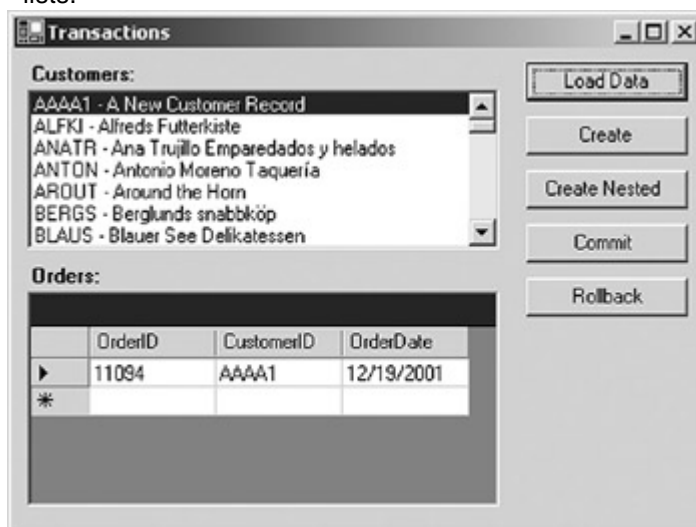 lists.
Transactions
Customers:
AAAA1 - A New Customer Record
ALFKI - Alfreds Futterkiste
ANATR - Ana Trujillo Emparedados y helados
ANTON - Antonio Moreno Taquería
AROUT - Around the Horn
BERGS - Berglunds snabbköp
BLAUS - Blauer See Delikatessen
Load Data
Create
Create Nested
Commit
Rollback
Orders:
OrderID CustomerID OrderDate
11094 AAAA1 12/19/2001